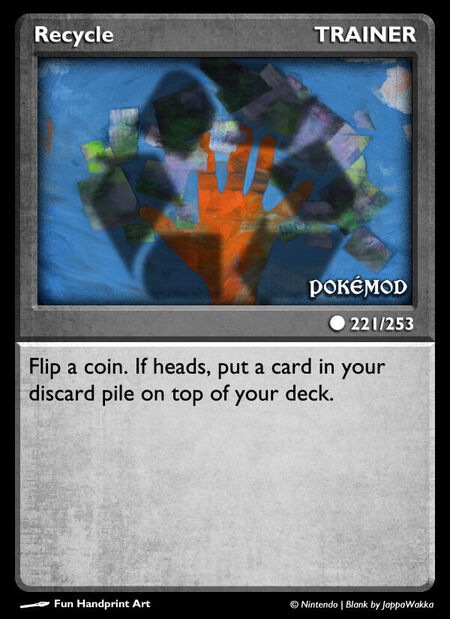 Recycle TRAINER
POKÉMOD
221/253
Flip a coin. If heads, put a card in your
discard pile on top of your deck.
Fun Handprint Art © Nintendo | Blank by JappaWakka